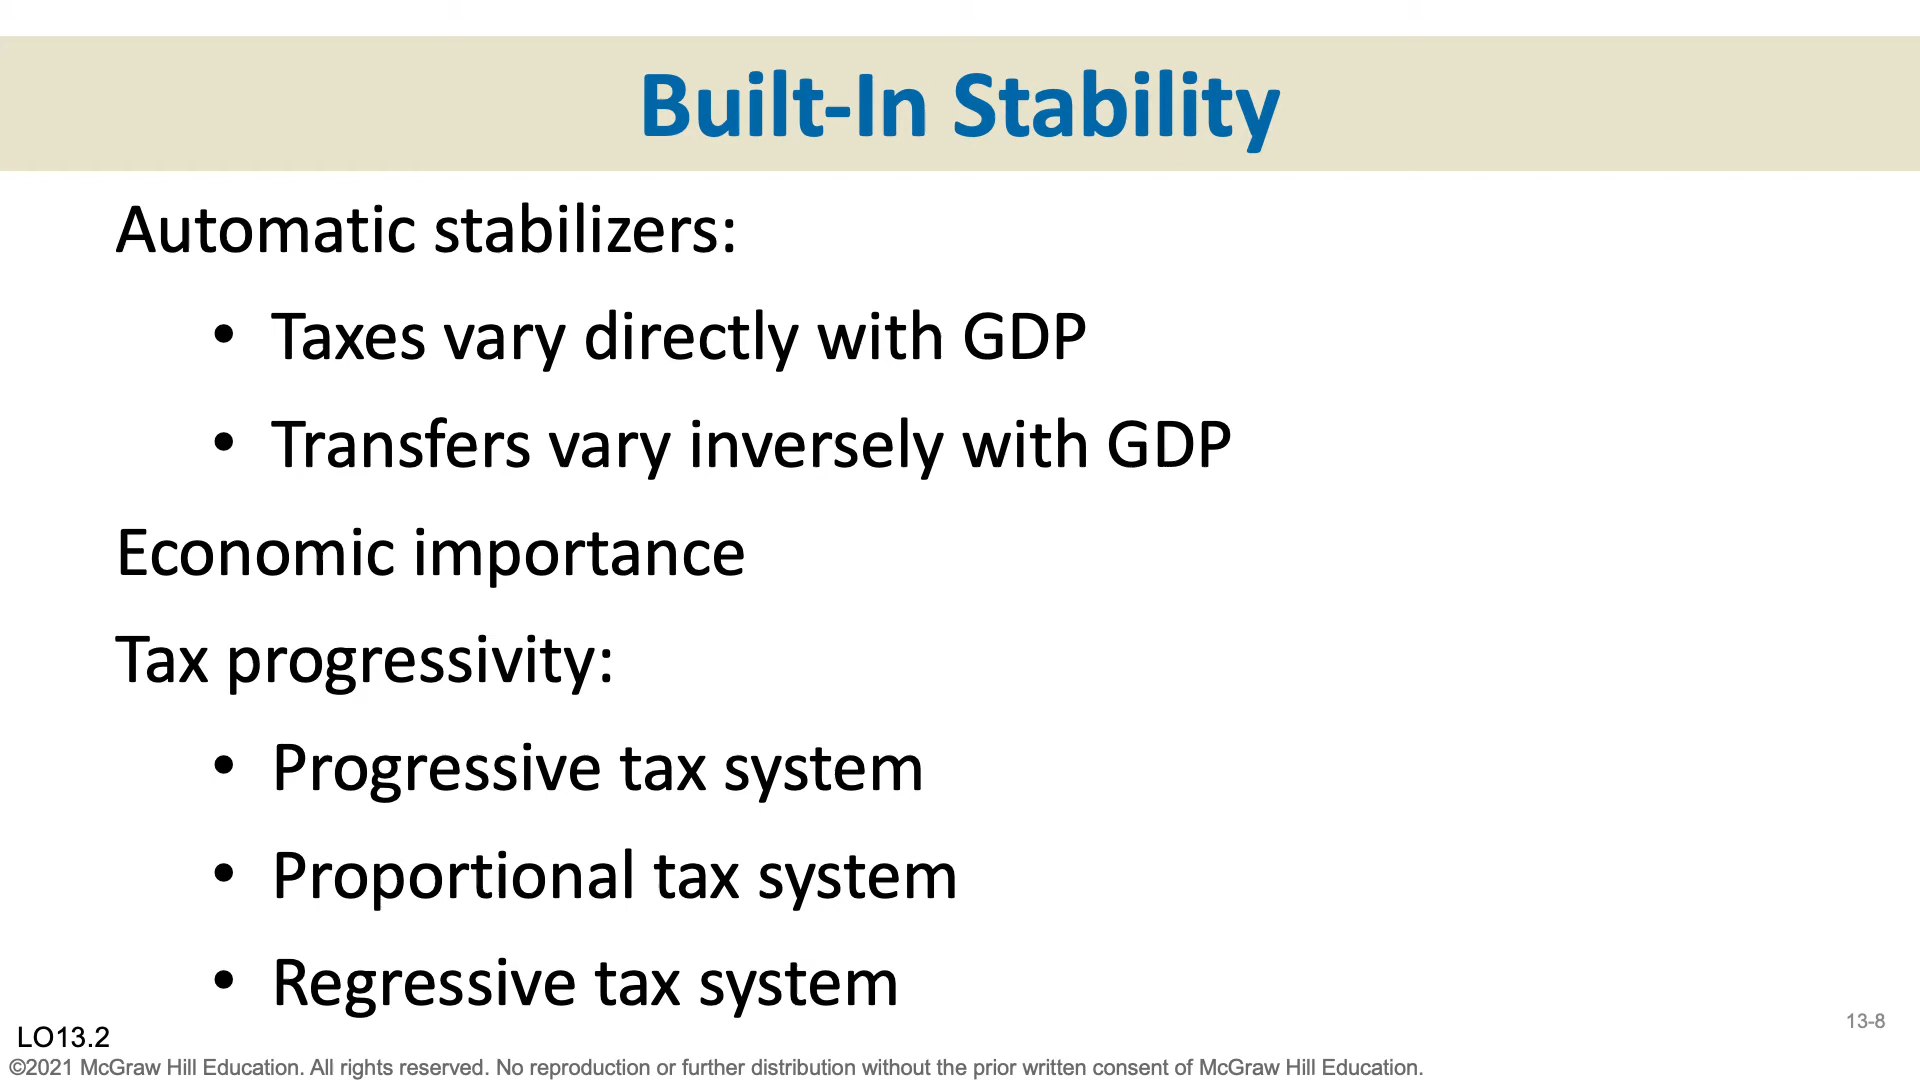 Built-In Stability
Automatic stabilizers:
• Taxes vary directly with GDP
• Transfers vary inversely with GDP
Economic importance
Tax progressivity:
• Progressive tax system
• Proportional tax system
• Regressive tax system
LO13.2
13-8
©2021 McGraw Hill Education. All rights reserved. No reproduction or further distribution without the prior written consent of McGraw Hill Education.